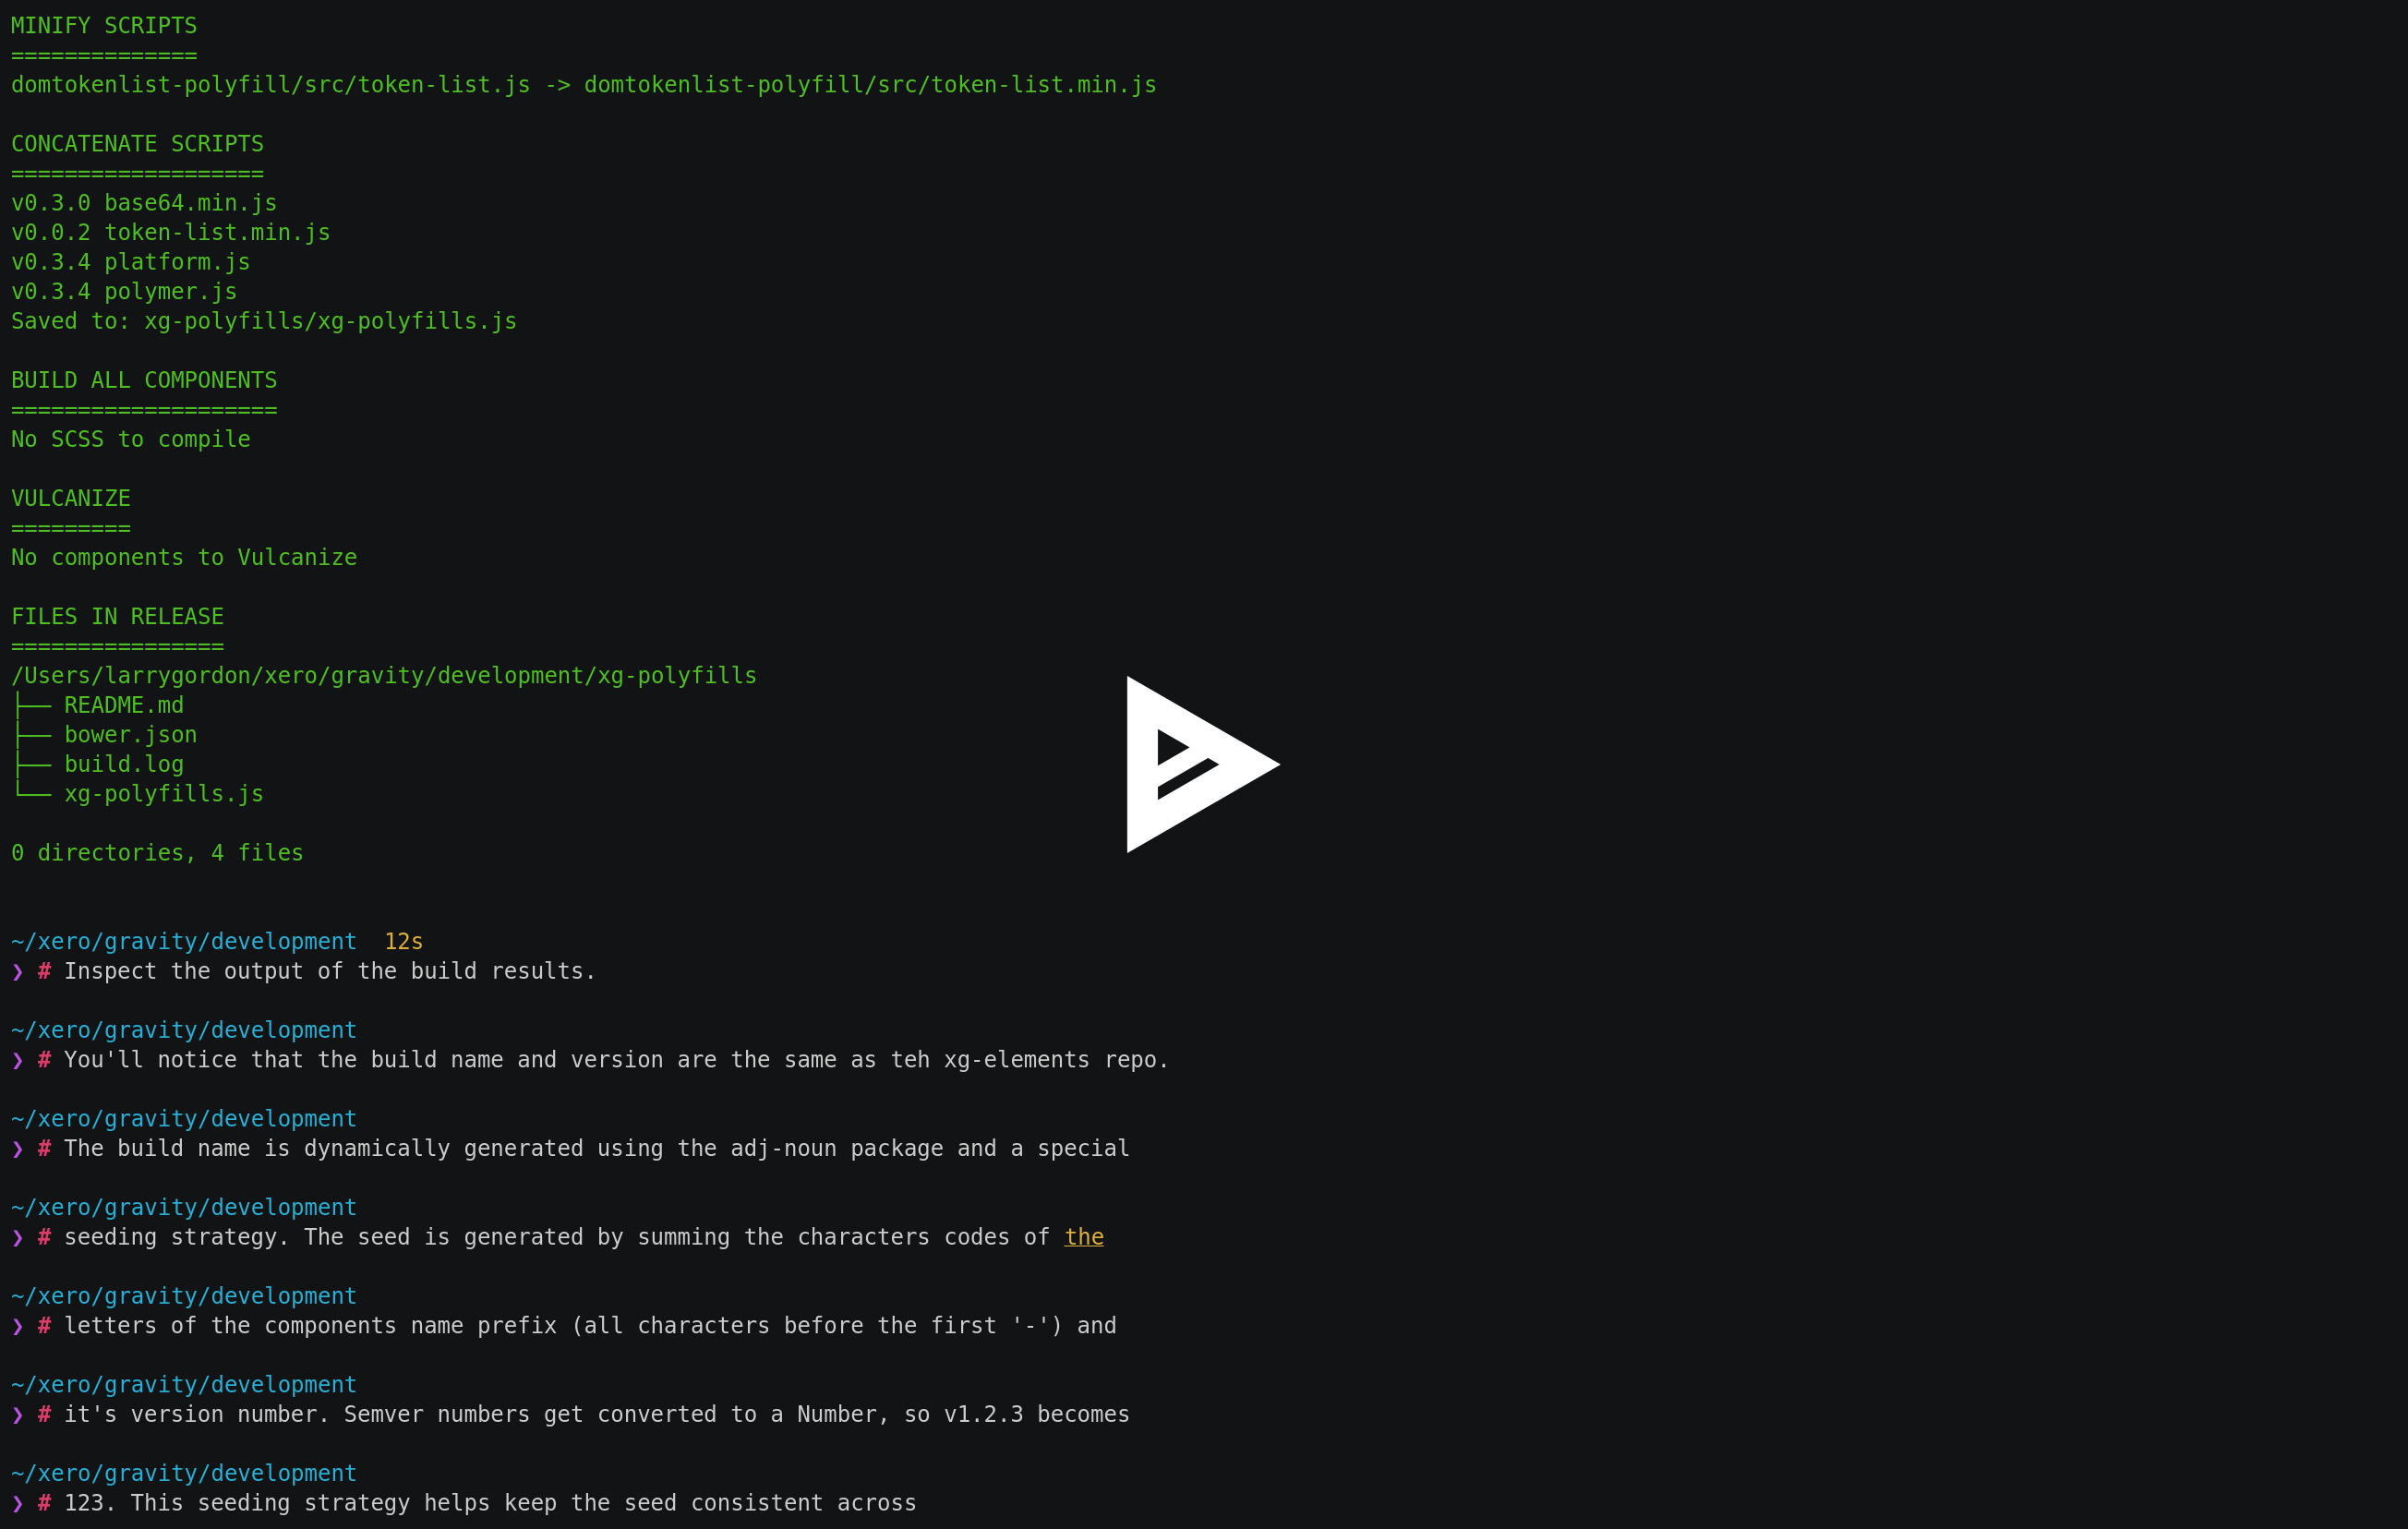 MINIFY SCRIPTS
==============
domtokenlist-polyfill/src/token-list.js -> domtokenlist-polyfill/src/token-list.min.js
CONCATENATE SCRIPTS
===================
v0.3.0 base64.min.js
v0.0.2 token-list.min.js
v0.3.4 platform.js
v0.3.4 polymer.js
Saved to: xg-polyfills/xg-polyfills.js
BUILD ALL COMPONENTS
====================
No SCSS to compile
VULCANIZE
=========
No components to Vulcanize
FILES IN RELEASE
================
/Users/larrygordon/xero/gravity/development/xg-polyfills
├── README.md
├── bower.json
├── build.log
└── xg-polyfills.js
0 directories, 4 files
~/xero/gravity/development  12s
❯ # Inspect the output of the build results.
~/xero/gravity/development
❯ # You'll notice that the build name and version are the same as teh xg-elements repo.
~/xero/gravity/development
❯ # The build name is dynamically generated using the adj-noun package and a special
~/xero/gravity/development
❯ # seeding strategy. The seed is generated by summing the characters codes of the
~/xero/gravity/development
❯ # letters of the components name prefix (all characters before the first '-') and
~/xero/gravity/development
❯ # it's version number. Semver numbers get converted to a Number, so v1.2.3 becomes
~/xero/gravity/development
❯ # 123. This seeding strategy helps keep the seed consistent across